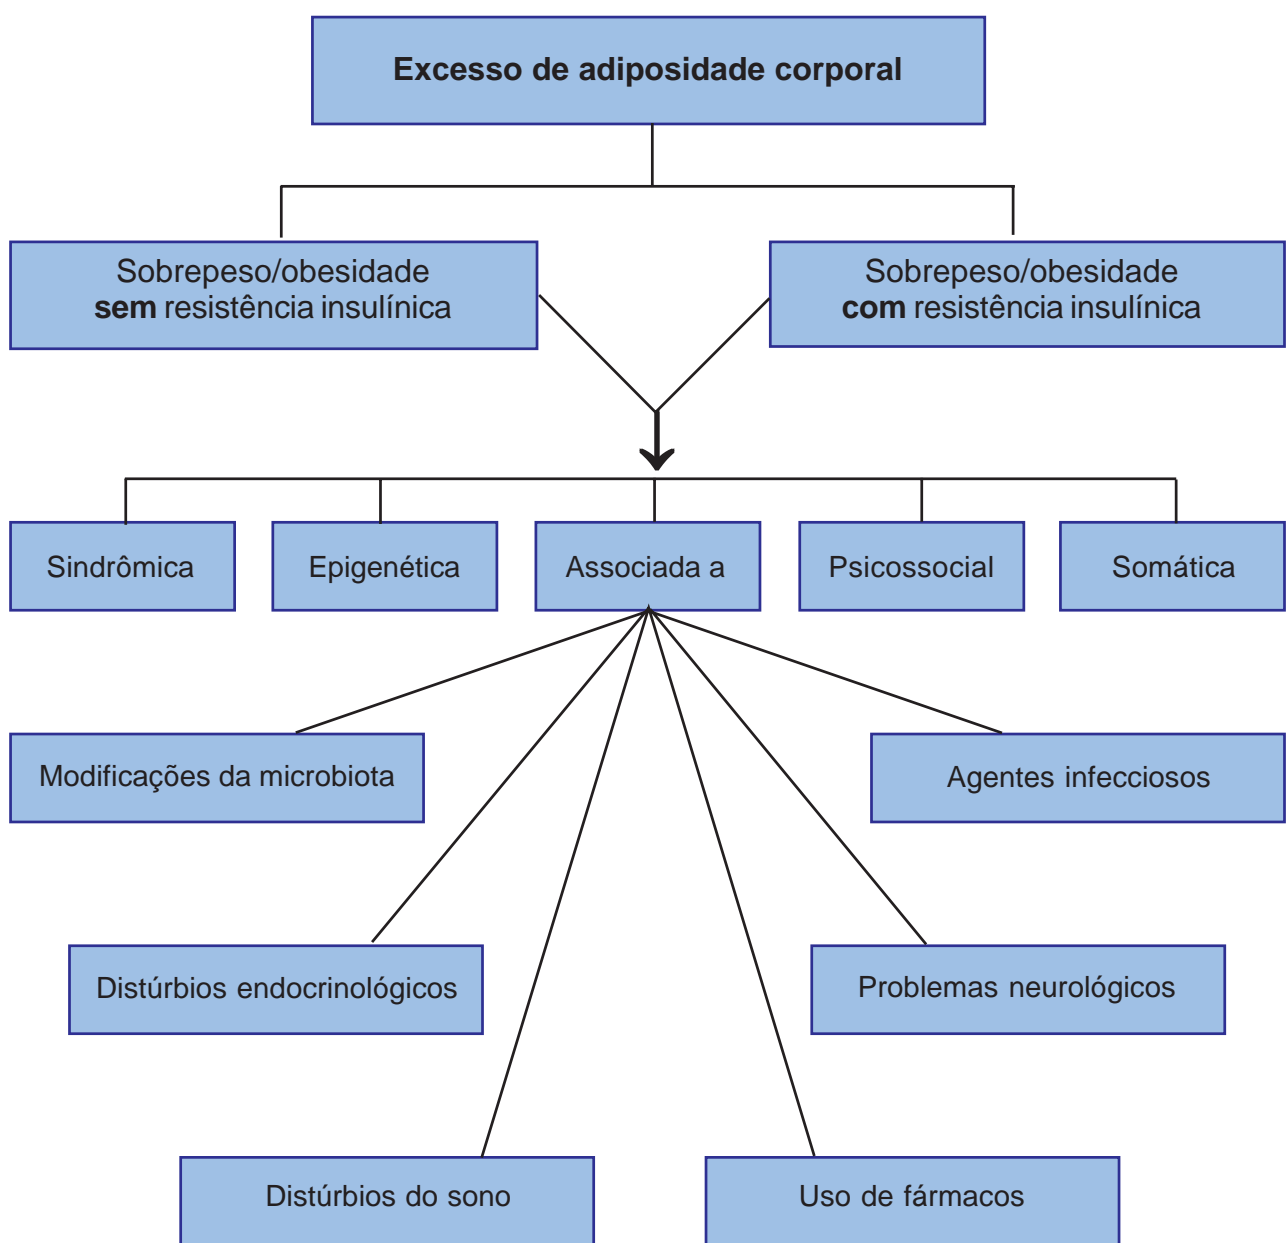 Excesso de adiposidade corporal
Sobrepeso/obesidade
sem resistência insulínica
Sobrepeso/obesidade
com resistência insulínica
Sindrômica
Epigenética
Associada a
Psicossocial
Somática
Modificações da microbiota
Agentes infecciosos
Distúrbios endocrinológicos
Problemas neurológicos
Distúrbios do sono
Uso de fármacos